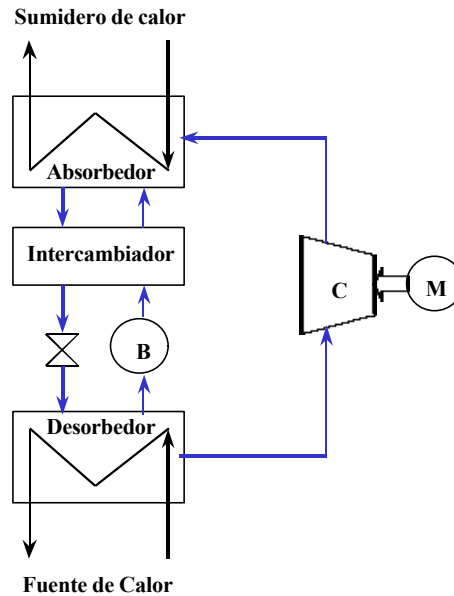 Sumidero de calor
Absorbedor
Intercambiador
C
M
B
Desorbedor
Fuente de Calor